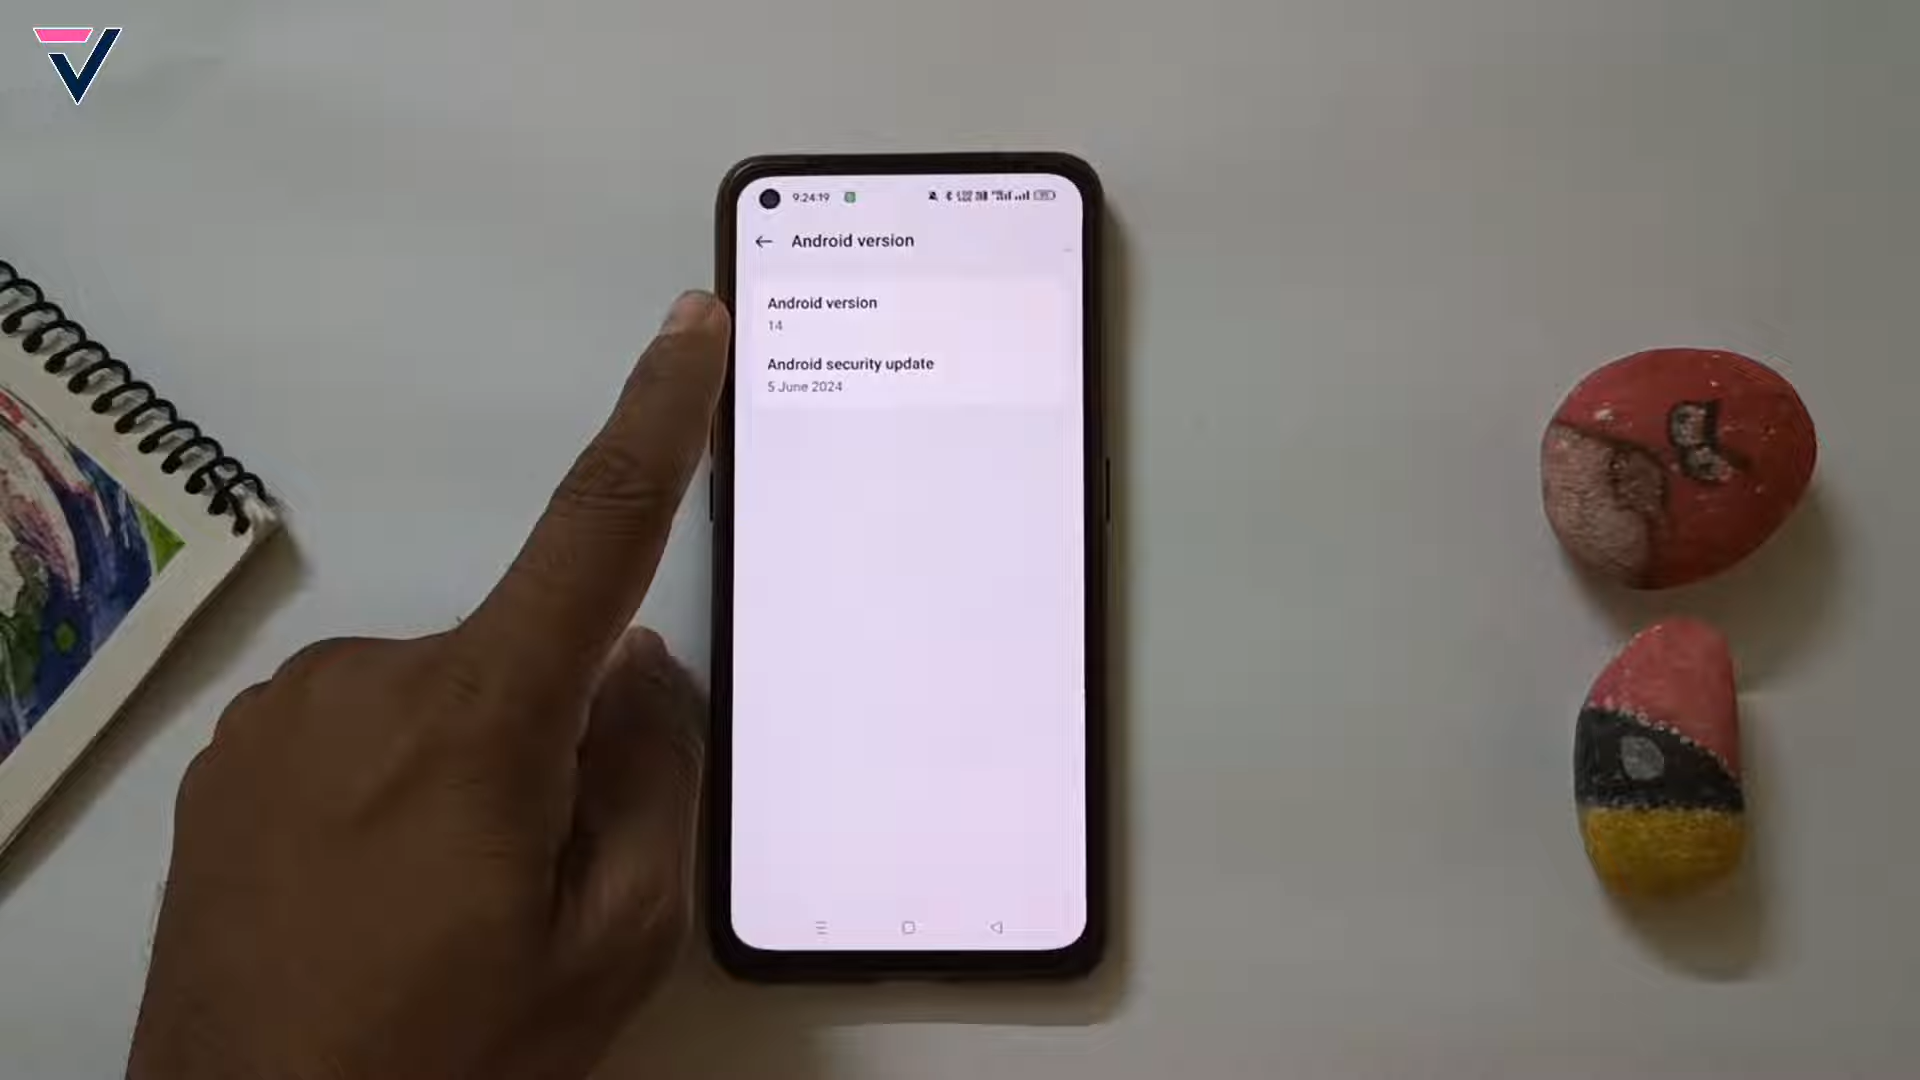 9:24:19
Android version
Android version
14
Android security update
5 June 2024